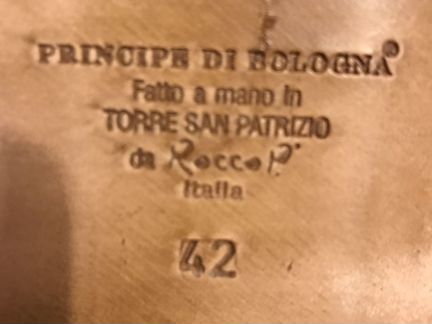 PRINCIPE DI BOLOGNA®
Fatto a mano in
TORRE SAN PATRIZIO
da Rocco P.
Italia
42